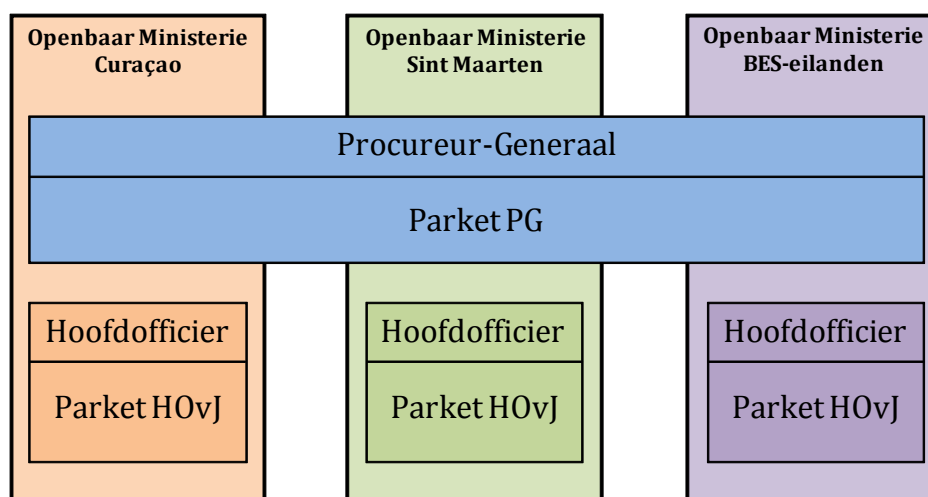 Openbaar Ministerie
Curaçao
Openbaar Ministerie
Sint Maarten
Openbaar Ministerie
BES-eilanden
Procureur-Generaal
Parket PG
Hoofdofficier
Parket HOvJ
Hoofdofficier
Parket HOvJ
Hoofdofficier
Parket HOvJ